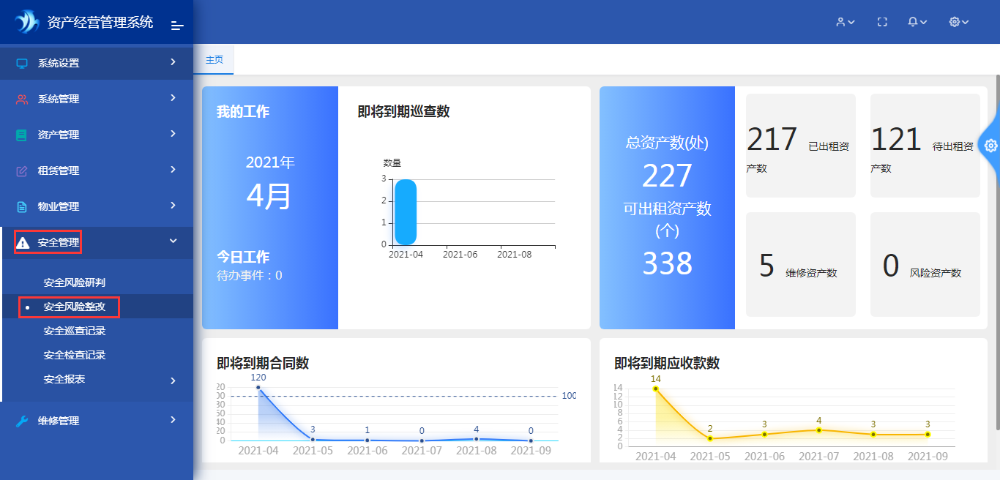 资产经营管理系统
系统设置
系统管理
资产管理
租赁管理
物业管理
安全管理
安全风险研判
安全风险整改
安全巡查记录
安全检查记录
安全报表
维修管理
主页
我的工作
2021年
4月
今日工作
待办事件：0
即将到期巡查数
数量
3
2
1
0
2021-04 2021-06 2021-08
总资产数(处)
227
可出租资产数
(个)
338
217 已出租资
产数
121 待出租资
产数
5 维修资产数
0 风险资产数
即将到期合同数
120
20
00
80
60
40
20
0
100
3 1 0 4 0
2021-04 2021-05 2021-06 2021-07 2021-08 2021-09
即将到期应收款数
14
14
12
10
8
6
4
2
0
2 3 4 3 3
2021-04 2021-05 2021-06 2021-07 2021-08 2021-09